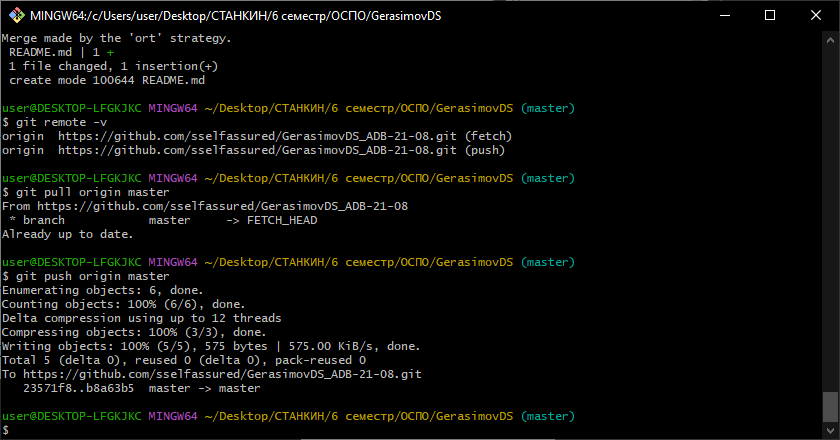 MINGW64:/c/Users/user/Desktop/СТАНКИН/6 семестр/ОСПО/GerasimovDS
Merge made by the 'ort' strategy.
 README.md | 1 +
 1 file changed, 1 insertion(+)
 create mode 100644 README.md
user@DESKTOP-LFGKJKC MINGW64 ~/Desktop/СТАНКИН/6 семестр/ОСПО/GerasimovDS (master)
$ git remote -v
origin  https://github.com/sselfassured/GerasimovDS_ADB-21-08.git (fetch)
origin  https://github.com/sselfassured/GerasimovDS_ADB-21-08.git (push)
user@DESKTOP-LFGKJKC MINGW64 ~/Desktop/СТАНКИН/6 семестр/ОСПО/GerasimovDS (master)
$ git pull origin master
From https://github.com/sselfassured/GerasimovDS_ADB-21-08
 * branch            master     -> FETCH_HEAD
Already up to date.
user@DESKTOP-LFGKJKC MINGW64 ~/Desktop/СТАНКИН/6 семестр/ОСПО/GerasimovDS (master)
$ git push origin master
Enumerating objects: 6, done.
Counting objects: 100% (6/6), done.
Delta compression using up to 12 threads
Compressing objects: 100% (3/3), done.
Writing objects: 100% (5/5), 575 bytes | 575.00 KiB/s, done.
Total 5 (delta 0), reused 0 (delta 0), pack-reused 0
To https://github.com/sselfassured/GerasimovDS_ADB-21-08.git
   23571f8..b8a63b5  master -> master
user@DESKTOP-LFGKJKC MINGW64 ~/Desktop/СТАНКИН/6 семестр/ОСПО/GerasimovDS (master)
$